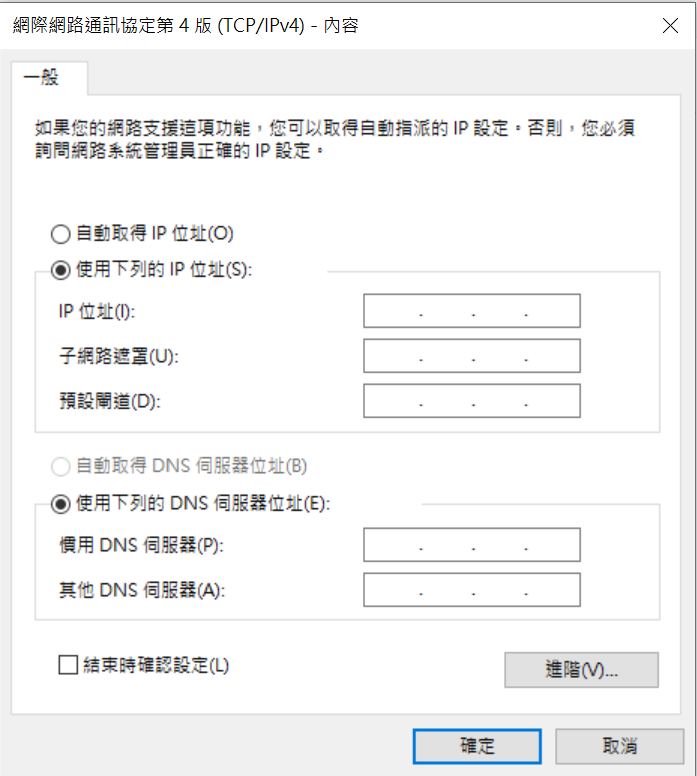 網際網路通訊協定第 4 版 (TCP/IPv4) - 內容
一般
如果您的網路支援這項功能，您可以取得自動指派的 IP 設定。否則，您必須
詢問網路系統管理員正確的 IP 設定。
自動取得 IP 位址(O)
使用下列的 IP 位址(S):
IP 位址(I):
子網路遮罩(U):
預設閘道(D):
自動取得 DNS 伺服器位址(B)
使用下列的 DNS 伺服器位址(E):
慣用 DNS 伺服器(P):
其他 DNS 伺服器(A):
結束時確認設定(L)
進階(V)...
確定
取消